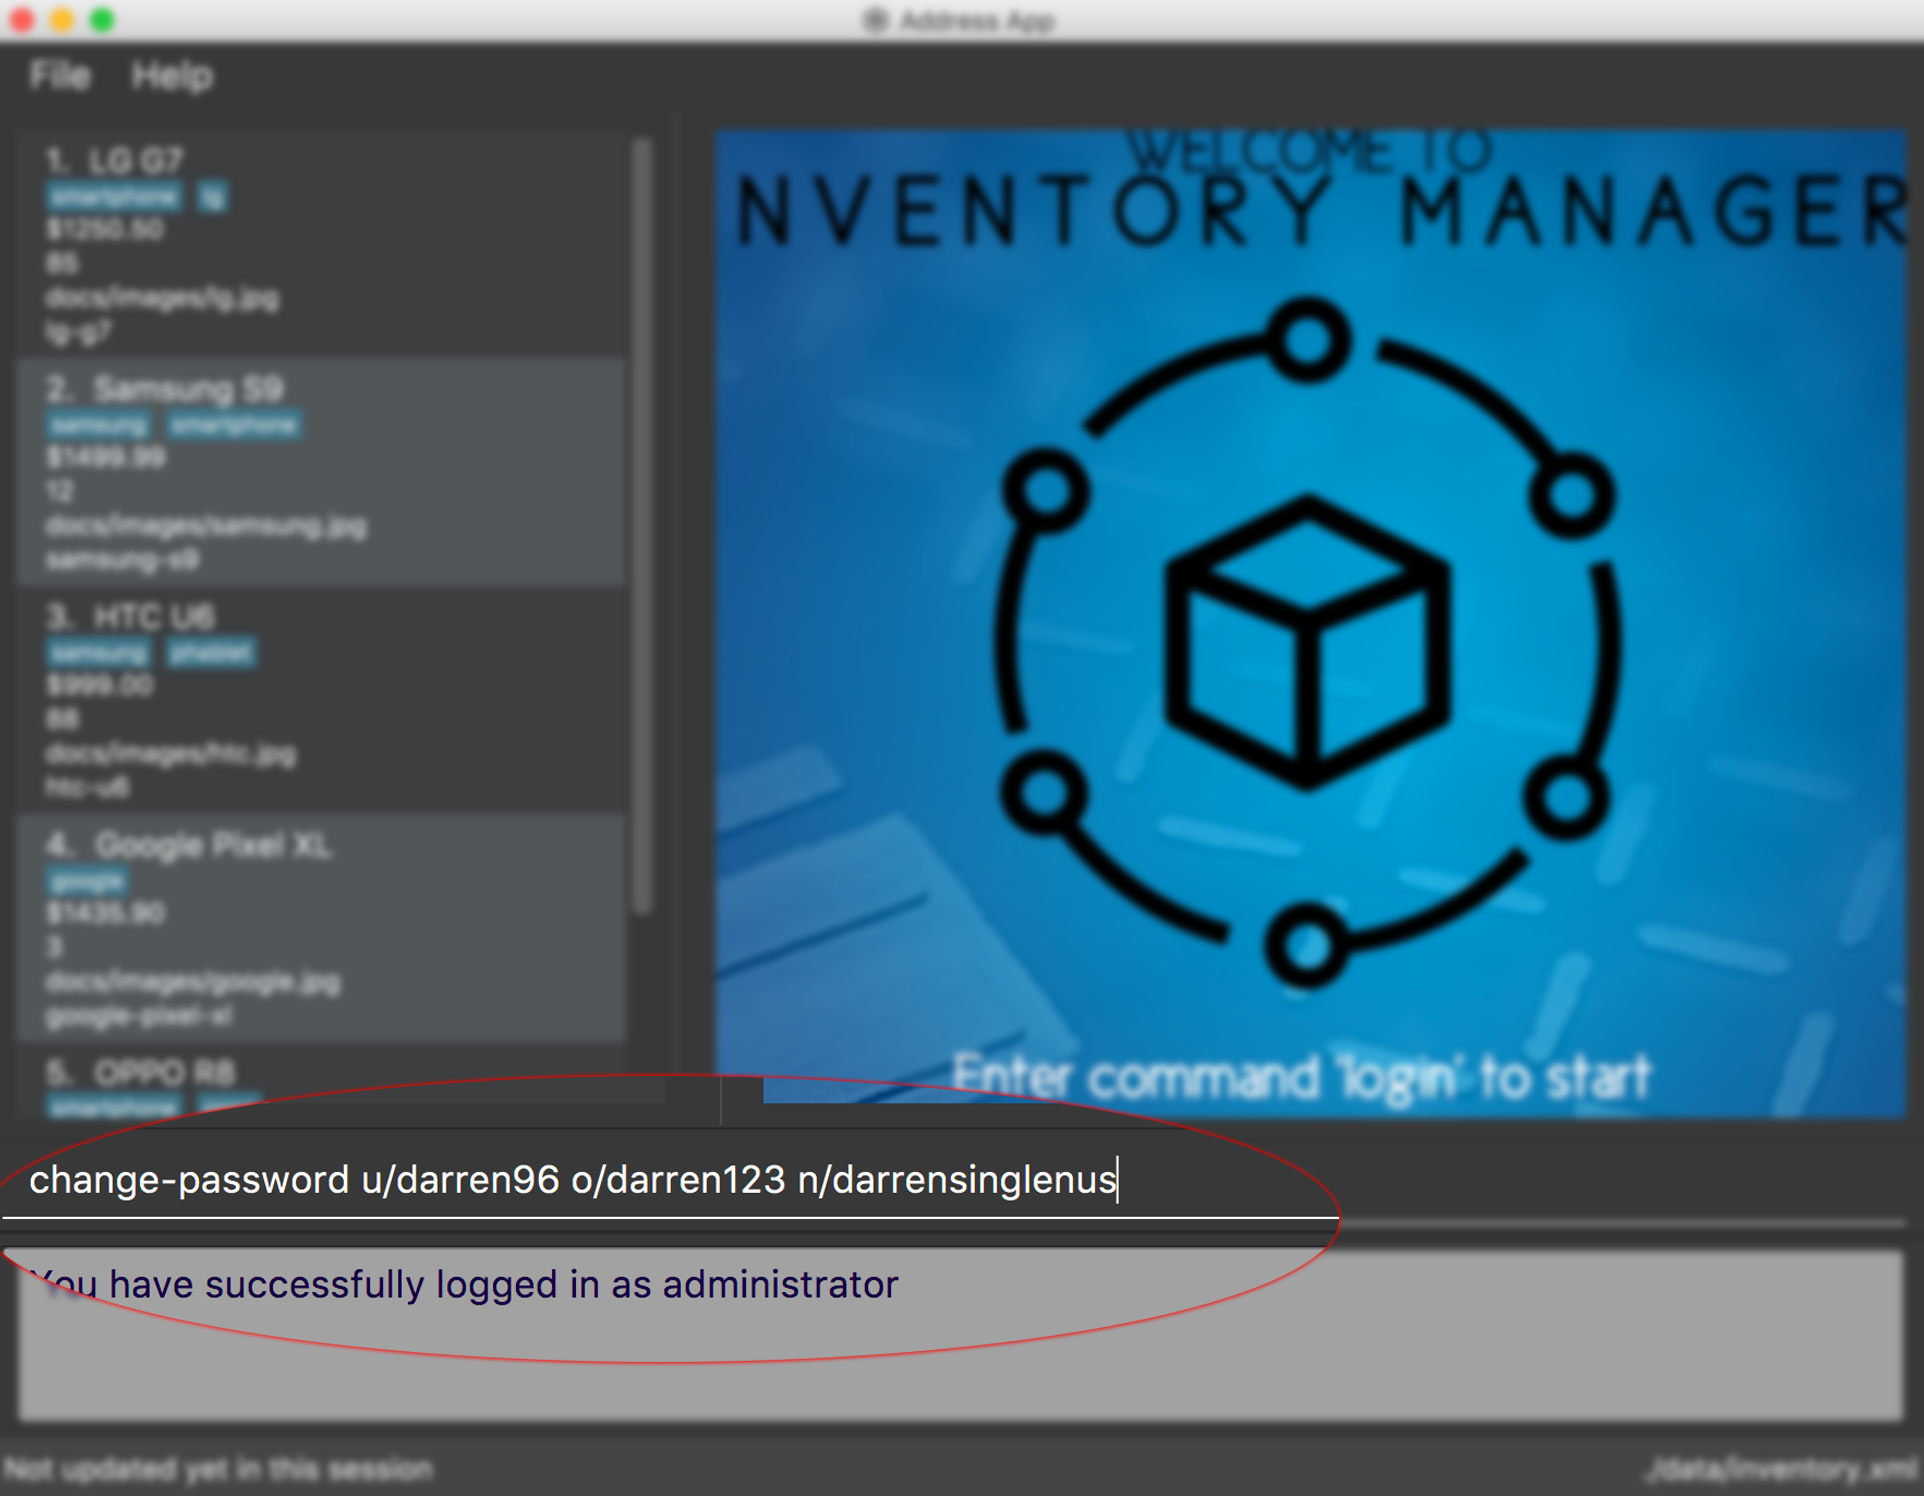 Address App
File Help
1. LG G7
smartphone lg
$1250.50
85
docs/images/lg.jpg
lg-g7
2. Samsung S9
samsung smartphone
$1499.99
12
docs/images/samsung.jpg
samsung-s9
3. HTC U6
samsung phablet
$999.00
88
docs/images/htc.jpg
htc-u6
4. Google Pixel XL
google
$1435.90
3
docs/images/google.jpg
google-pixel-xl
5. OPPO R8
smartphone
WELCOME TO
NVENTORY MANAGER
Enter command 'login' to start
change-password u/darren96 o/darren123 n/darrensinglenus
You have successfully logged in as administrator
Not updated yet in this session
./data/inventory.xml